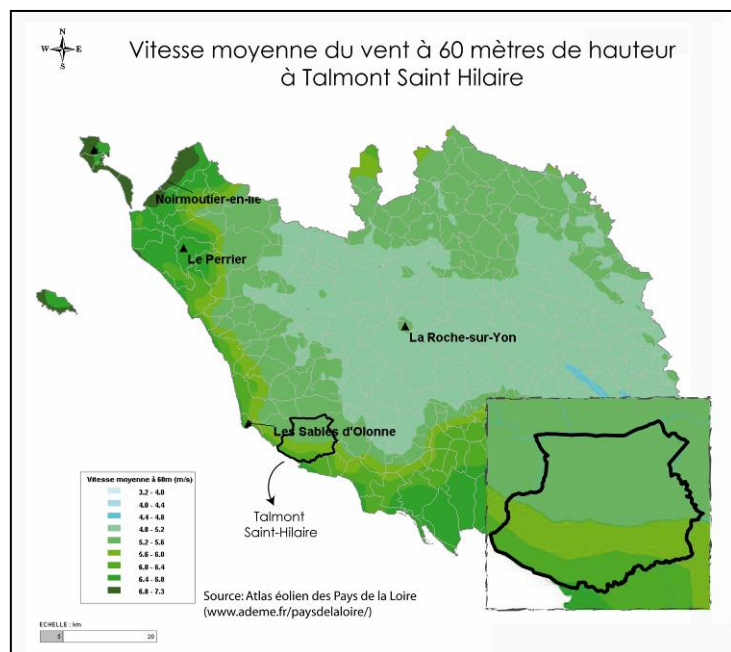 N
W E
S
Vitesse moyenne du vent à 60 mètres de hauteur
à Talmont Saint Hilaire
Noirmoutier-en-Ile
Le Perrier
La Roche-sur-Yon
Les Sables d'Olonne
Vitesse moyenne à 60m (m/s)
3.2 - 4.0
4.0 - 4.4
4.4 - 4.8
4.8 - 5.2
5.2 - 5.6
5.6 - 6.0
6.0 - 6.4
6.4 - 6.8
6.8 - 7.3
Talmont
Saint-Hilaire
Source: Atlas éolien des Pays de la Loire
(www.ademe.fr/paysdelaloire/)
ECHELLE : km
5 20